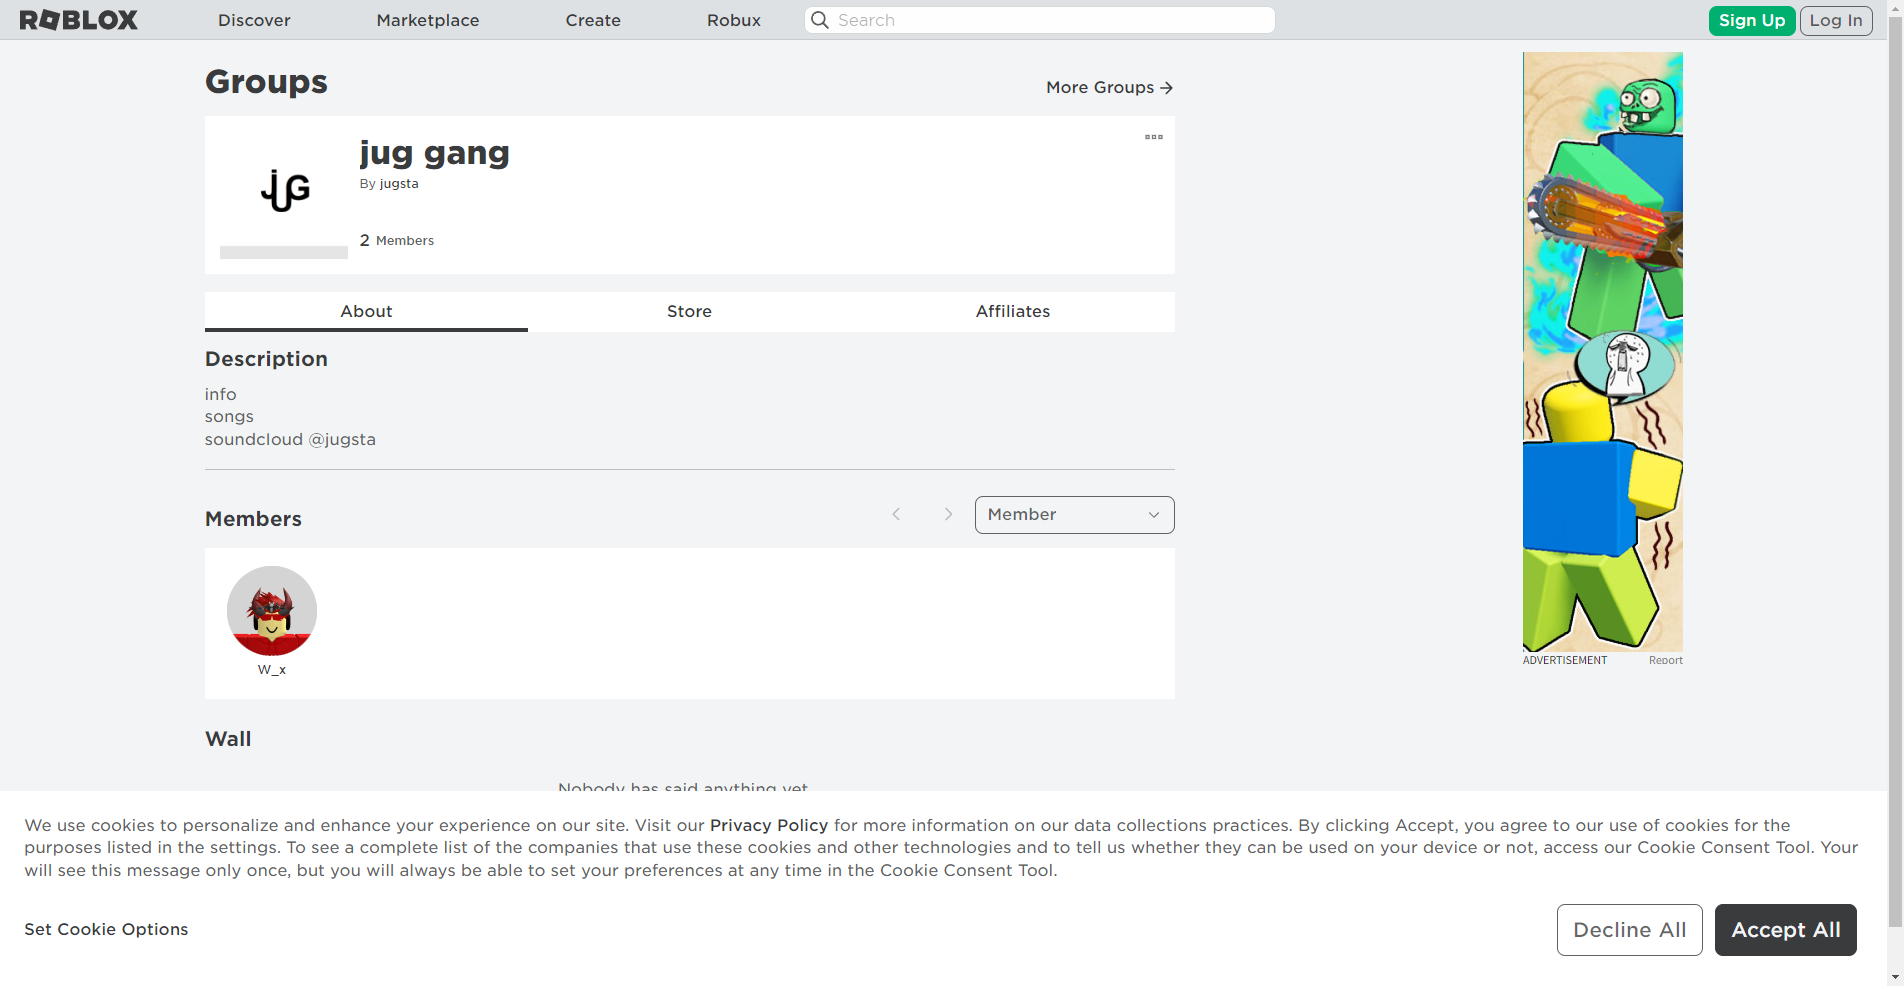 ROBLOX
Discover
Marketplace
Create
Robux
Search
Sign Up
Log In
Groups
More Groups
jUG
jug gang
By jugsta
2 Members
About
Store
Affiliates
Description
info
songs
soundcloud @jugsta
Members
Member
W_x
ADVERTISEMENT
Report
Wall
Nobody has said anything yet
We use cookies to personalize and enhance your experience on our site. Visit our Privacy Policy for more information on our data collections practices. By clicking Accept, you agree to our use of cookies for the
purposes listed in the settings. To see a complete list of the companies that use these cookies and other technologies and to tell us whether they can be used on your device or not, access our Cookie Consent Tool. Your
will see this message only once, but you will always be able to set your preferences at any time in the Cookie Consent Tool.
Set Cookie Options
Decline All
Accept All